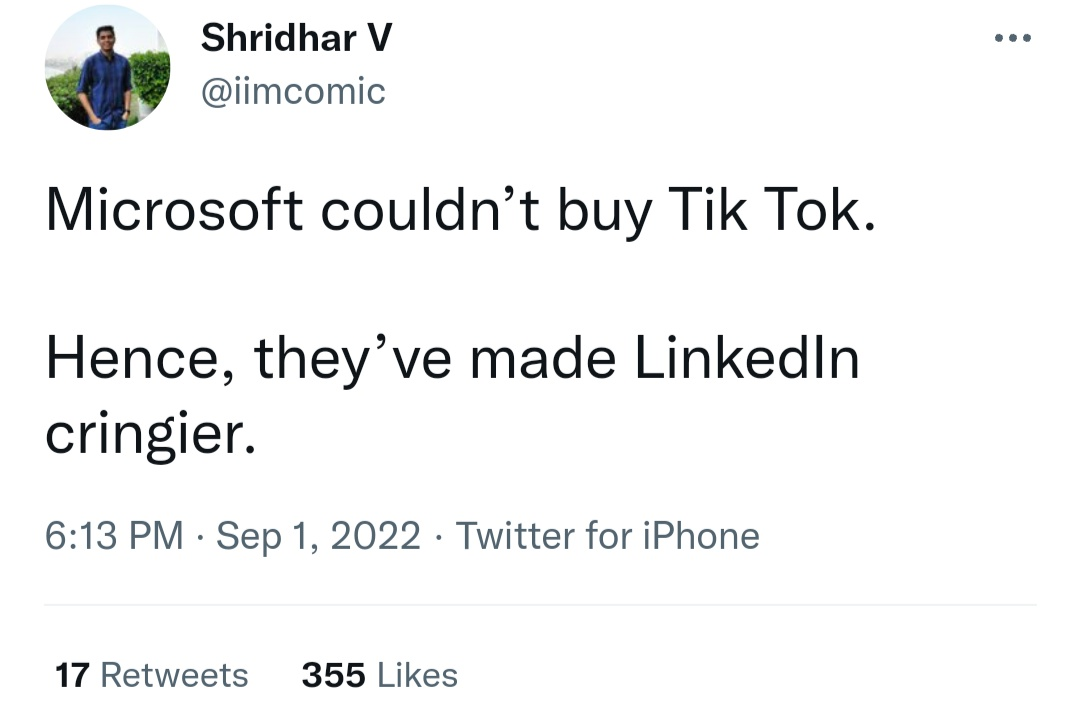 Shridhar V
@iimcomic
Microsoft couldn’t buy Tik Tok.
Hence, they’ve made LinkedIn
cringier.
6:13 PM · Sep 1, 2022 · Twitter for iPhone
17 Retweets 355 Likes